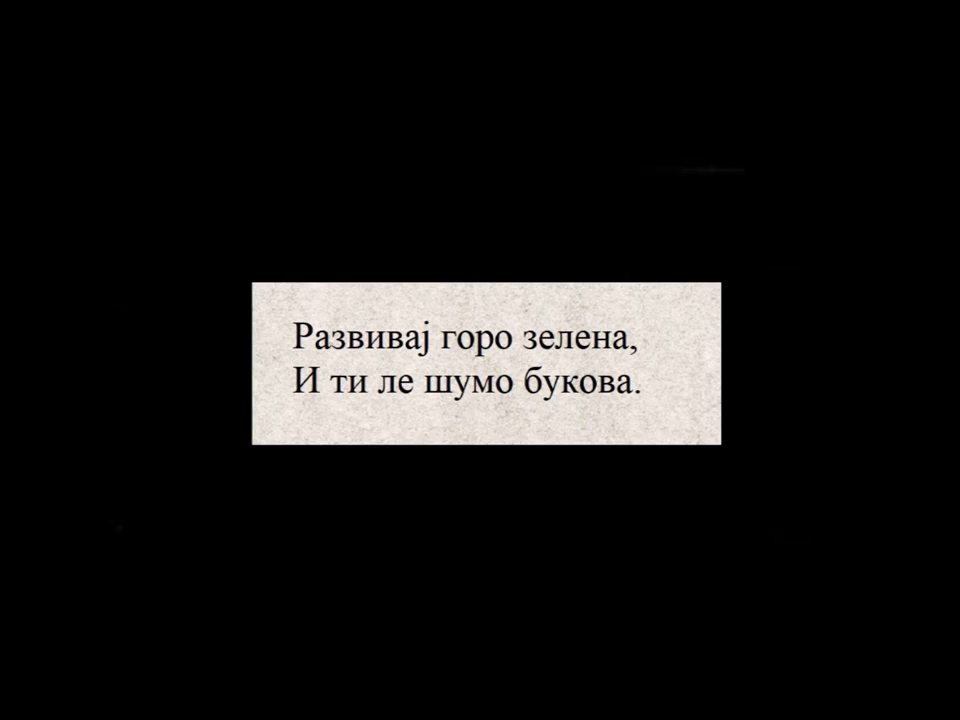 Развивај горо зелена,
И ти ле шумо букова.